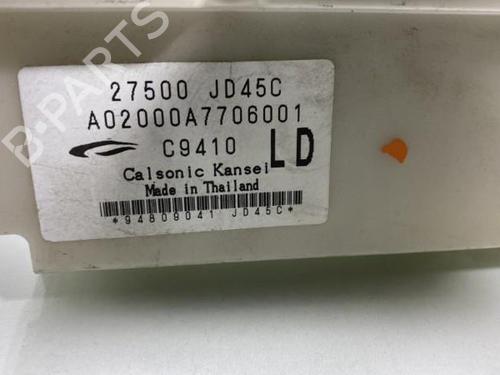 B-PARTS
27500 JD45C
A02000A7706001
C9410 LD
Calsonic Kansei
Made in Thailand
*94809041 JD45C*